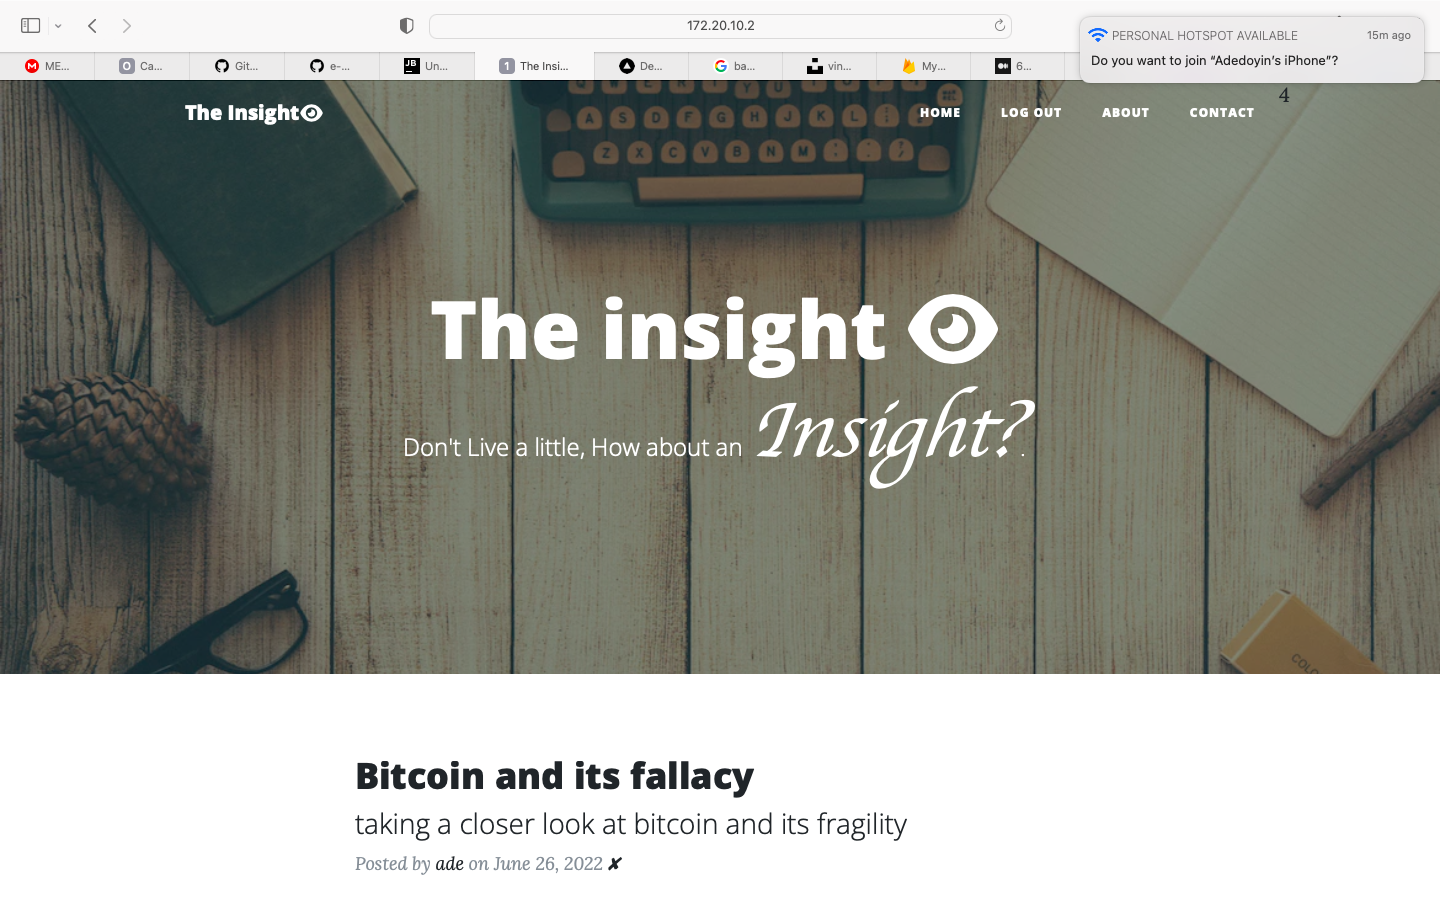 172.20.10.2
PERSONAL HOTSPOT AVAILABLE 15m ago
Do you want to join “Adedoyin’s iPhone”?
M ME... O Ca... Git... e-... JB Un... 1 The Insi... De... G ba... vin... My... 6...
4
The Insight HOME LOG OUT ABOUT CONTACT
A S D F G H J K L
Z X C V B N M
The insight
Don't Live a little, How about an Insight?.
COLO
Bitcoin and its fallacy
taking a closer look at bitcoin and its fragility
Posted by ade on June 26, 2022 ✘